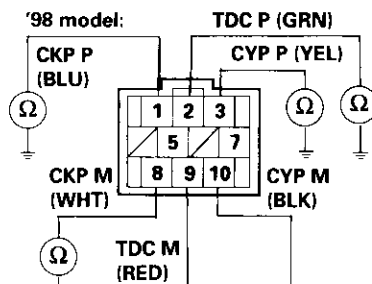 '98 model:
TDC P (GRN)
CKP P
(BLU)
CYP P (YEL)
Ω
Ω
Ω
1 2 3
5 7
8 9 10
CKP M
(WHT)
CYP M
(BLK)
TDC M
(RED)
Ω